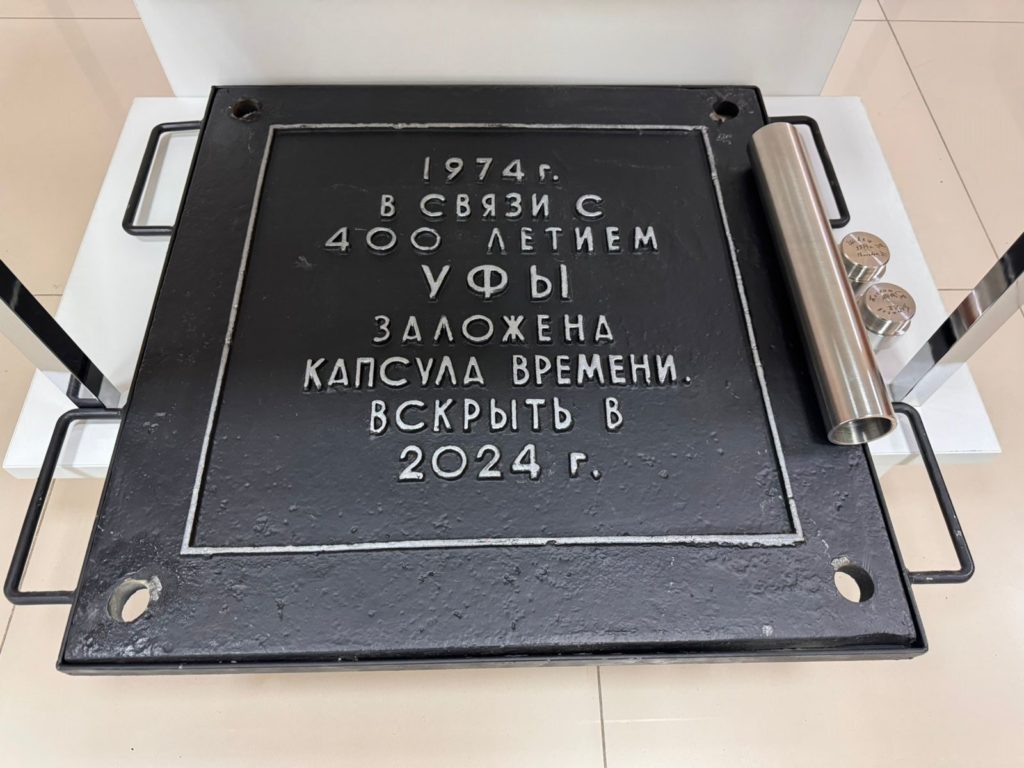 1974 г.
В СВЯЗИ С
400 ЛЕТИЕМ
УФЫ
ЗАЛОЖЕНА
КАПСУЛА ВРЕМЕНИ.
ВСКРЫТЬ В
2024 г.